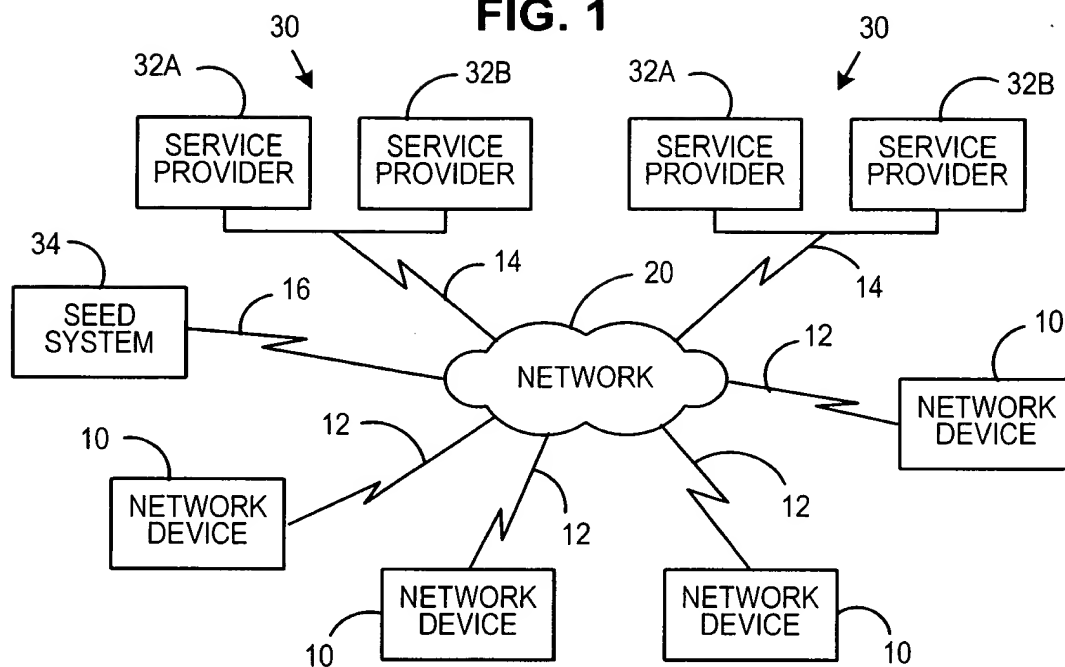 FIG. 1
30
30
32A
32B
32A
32B
SERVICE
PROVIDER
SERVICE
PROVIDER
SERVICE
PROVIDER
SERVICE
PROVIDER
34
16
14
20
14
SEED
SYSTEM
NETWORK
12
10
NETWORK
DEVICE
10
12
12
12
NETWORK
DEVICE
NETWORK
DEVICE
NETWORK
DEVICE
10
10